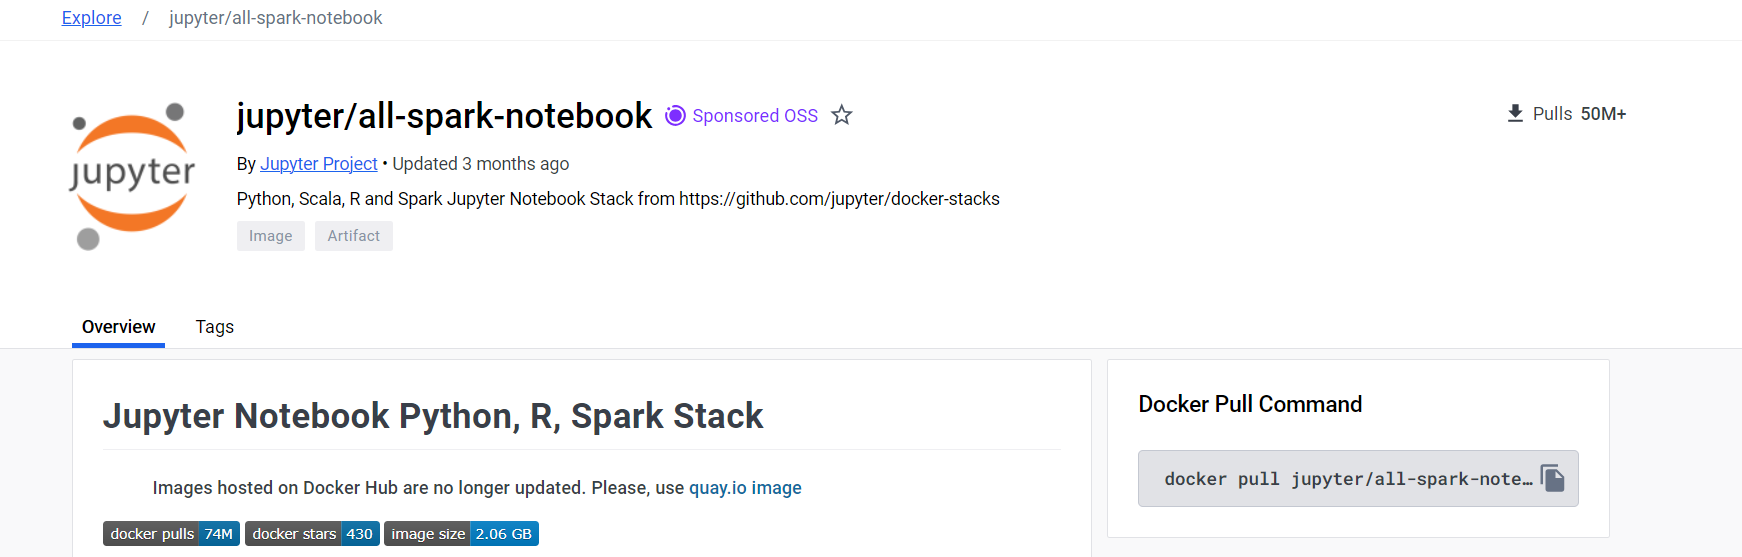 Explore / jupyter/all-spark-notebook
jupyter
jupyter/all-spark-notebook Sponsored OSS
Pulls 50M+
By Jupyter Project • Updated 3 months ago
Python, Scala, R and Spark Jupyter Notebook Stack from https://github.com/jupyter/docker-stacks
Image Artifact
Overview Tags
Jupyter Notebook Python, R, Spark Stack
Images hosted on Docker Hub are no longer updated. Please, use quay.io image
docker pulls 74M docker stars 430 image size 2.06 GB
Docker Pull Command
docker pull jupyter/all-spark-note…